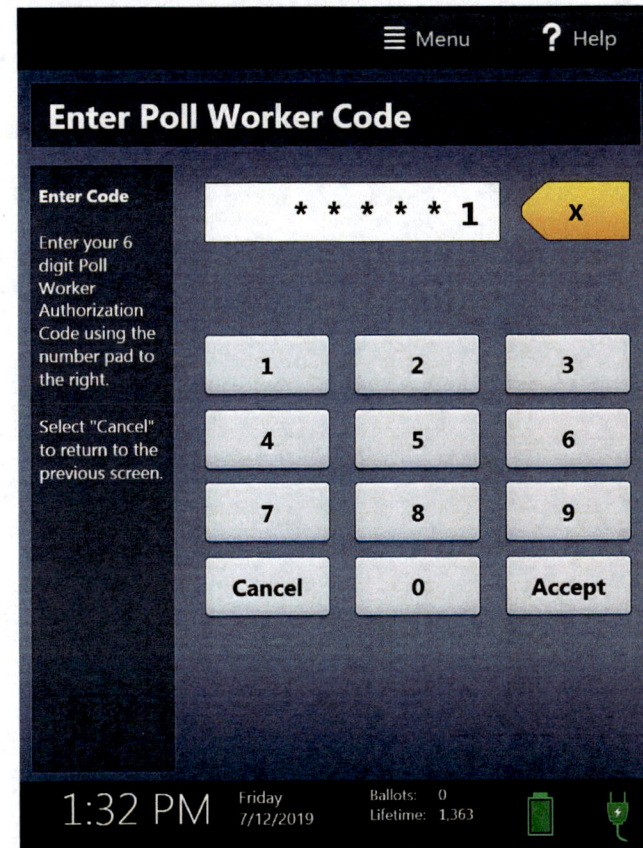 Menu
? Help
Enter Poll Worker Code
Enter Code
Enter your 6
digit Poll
Worker
Authorization
Code using the
number pad to
the right.
Select "Cancel"
to return to the
previous screen.
* * * * * 1
X
1 2 3
4 5 6
7 8 9
Cancel 0 Accept
1:32 PM
Friday
7/12/2019
Ballots: 0
Lifetime: 1,363